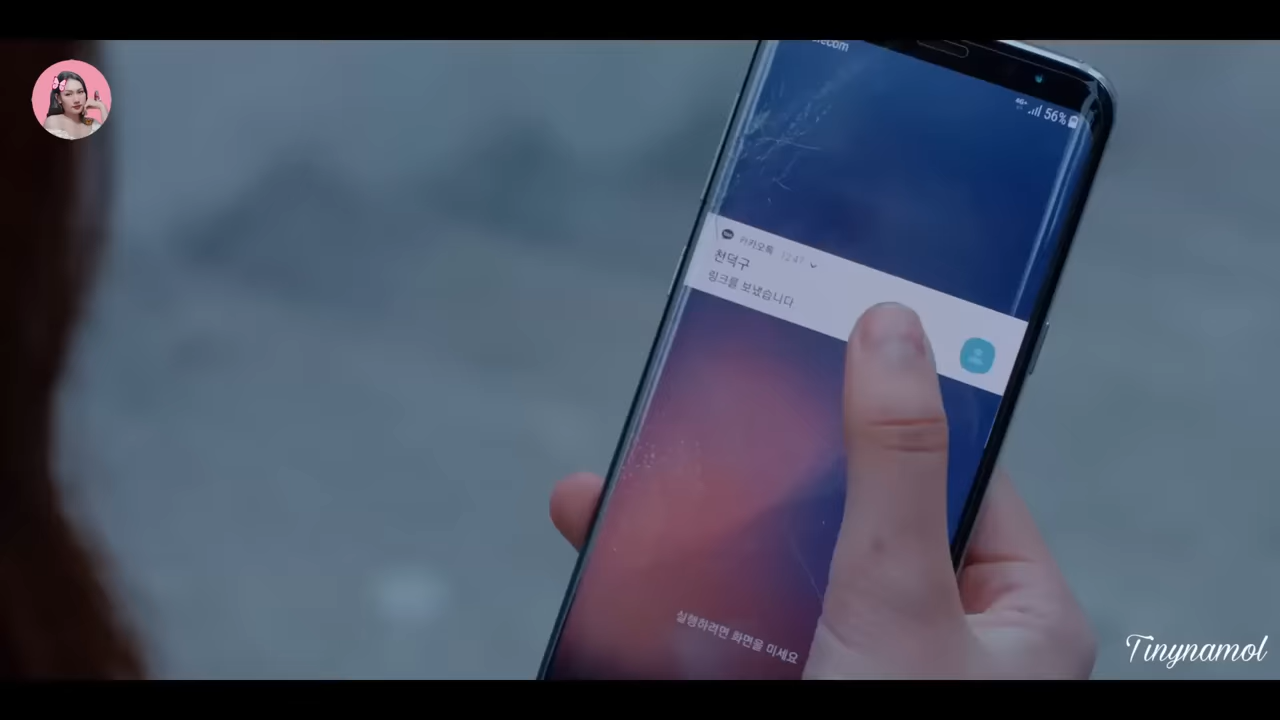 56%
카카오톡 12:47
천덕구
링크를 보냈습니다
실행하려면 화면을 미세요
Tinynamol